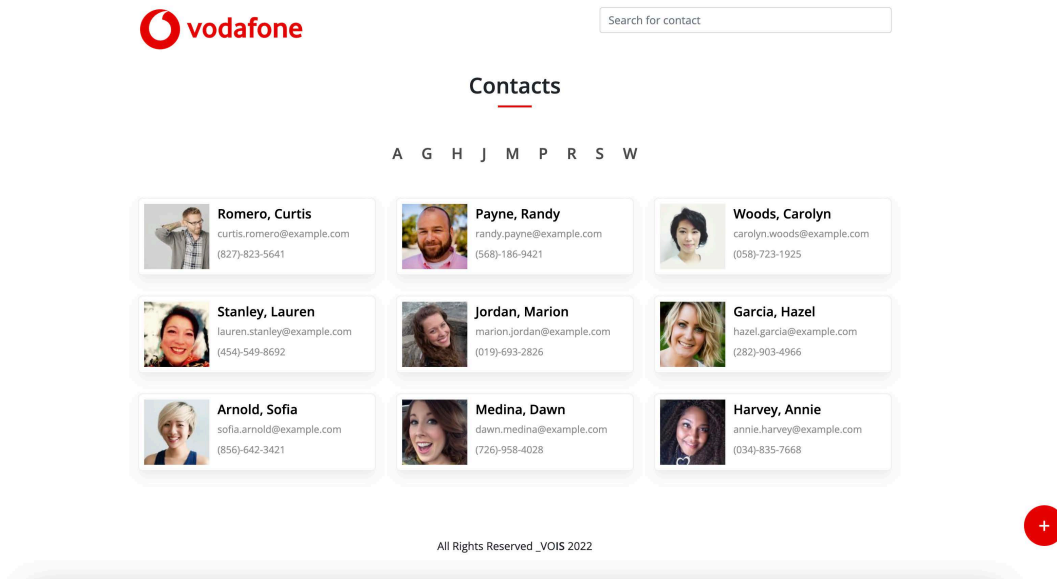 vodafone
Search for contact
Contacts
A G H J M P R S W
Romero, Curtis
curtis.romero@example.com
(827)-823-5641
Payne, Randy
randy.payne@example.com
(568)-186-9421
Woods, Carolyn
carolyn.woods@example.com
(058)-723-1925
Stanley, Lauren
lauren.stanley@example.com
(454)-549-8692
Jordan, Marion
marion.jordan@example.com
(019)-693-2826
Garcia, Hazel
hazel.garcia@example.com
(282)-903-4966
Arnold, Sofia
sofia.arnold@example.com
(856)-642-3421
Medina, Dawn
dawn.medina@example.com
(726)-958-4028
Harvey, Annie
annie.harvey@example.com
(034)-835-7668
+
All Rights Reserved _VOIS 2022